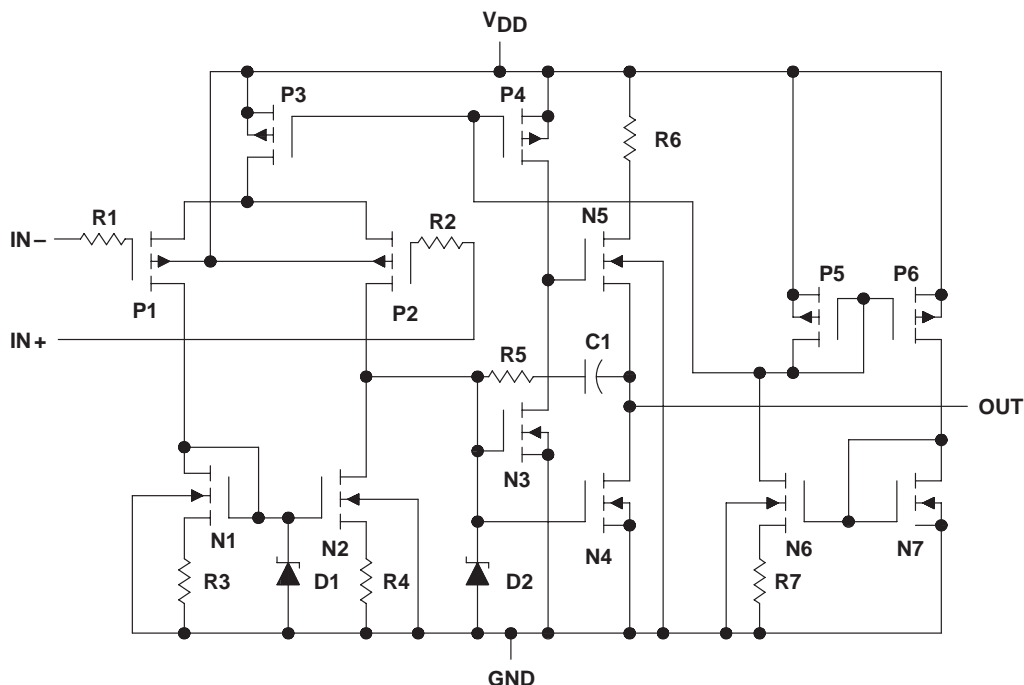 VDD
P3
P4
R6
R1
R2
N5
IN−
P5
P6
P1
P2
IN+
R5
C1
OUT
N3
N1
N2
N4
N6
N7
R3
D1
R4
D2
R7
GND